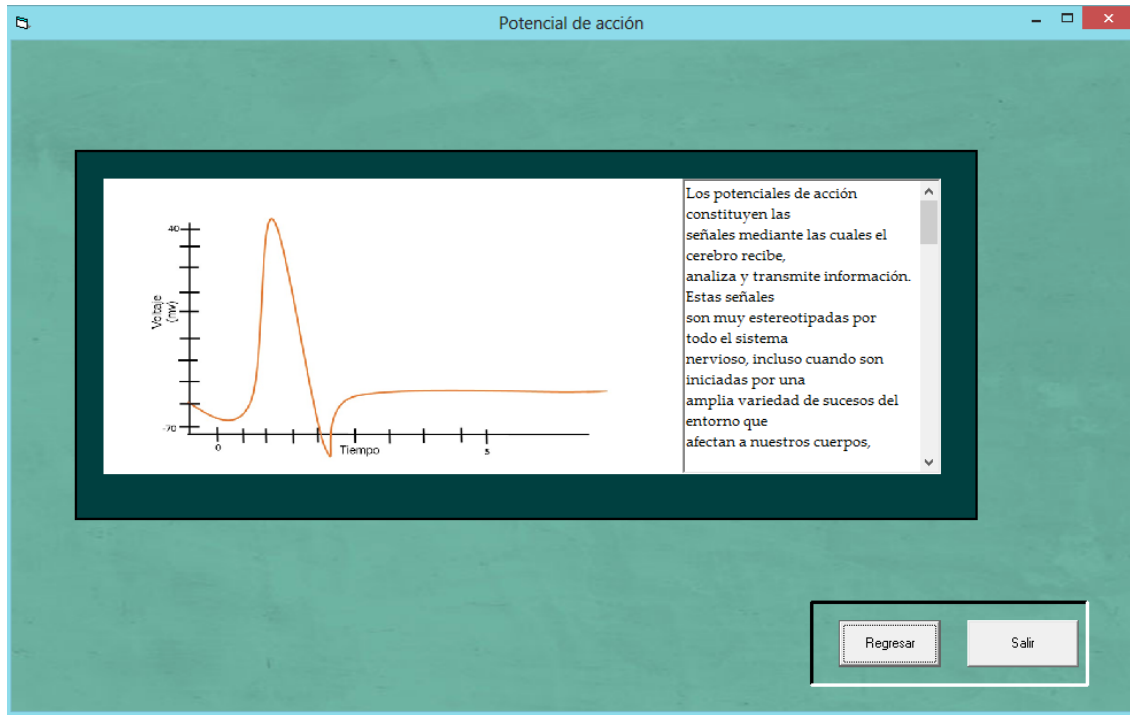 Potencial de acción
40
Voltaje
(mv)
-70
0
Tiempo
5
Los potenciales de acción
constituyen las
señales mediante las cuales el
cerebro recibe,
analiza y transmite información.
Estas señales
son muy estereotipadas por
todo el sistema
nervioso, incluso cuando son
iniciadas por una
amplia variedad de sucesos del
entorno que
afectan a nuestros cuerpos,
Regresar
Salir